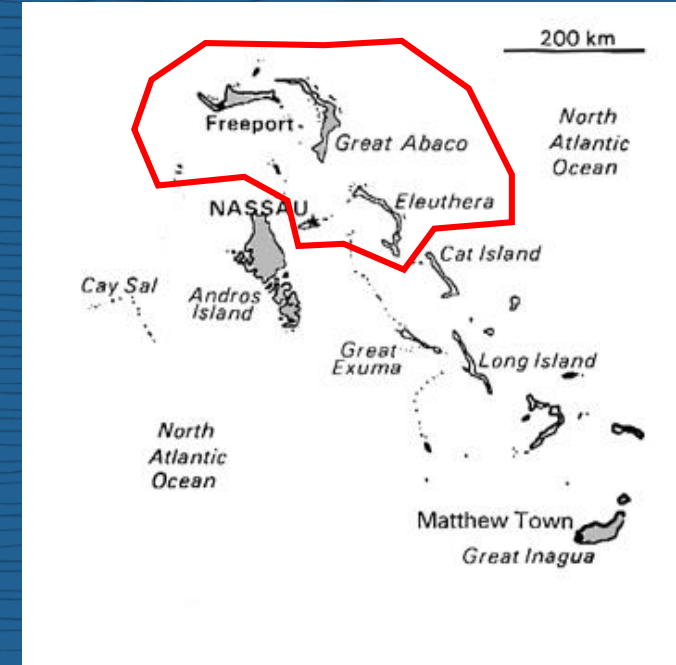 200 km
North
Atlantic
Ocean
Freeport
Great Abaco
NASSAU
Eleuthera
Cat Island
Cay Sal
Andros
Island
Great
Exuma
Long Island
North
Atlantic
Ocean
Matthew Town
Great Inagua